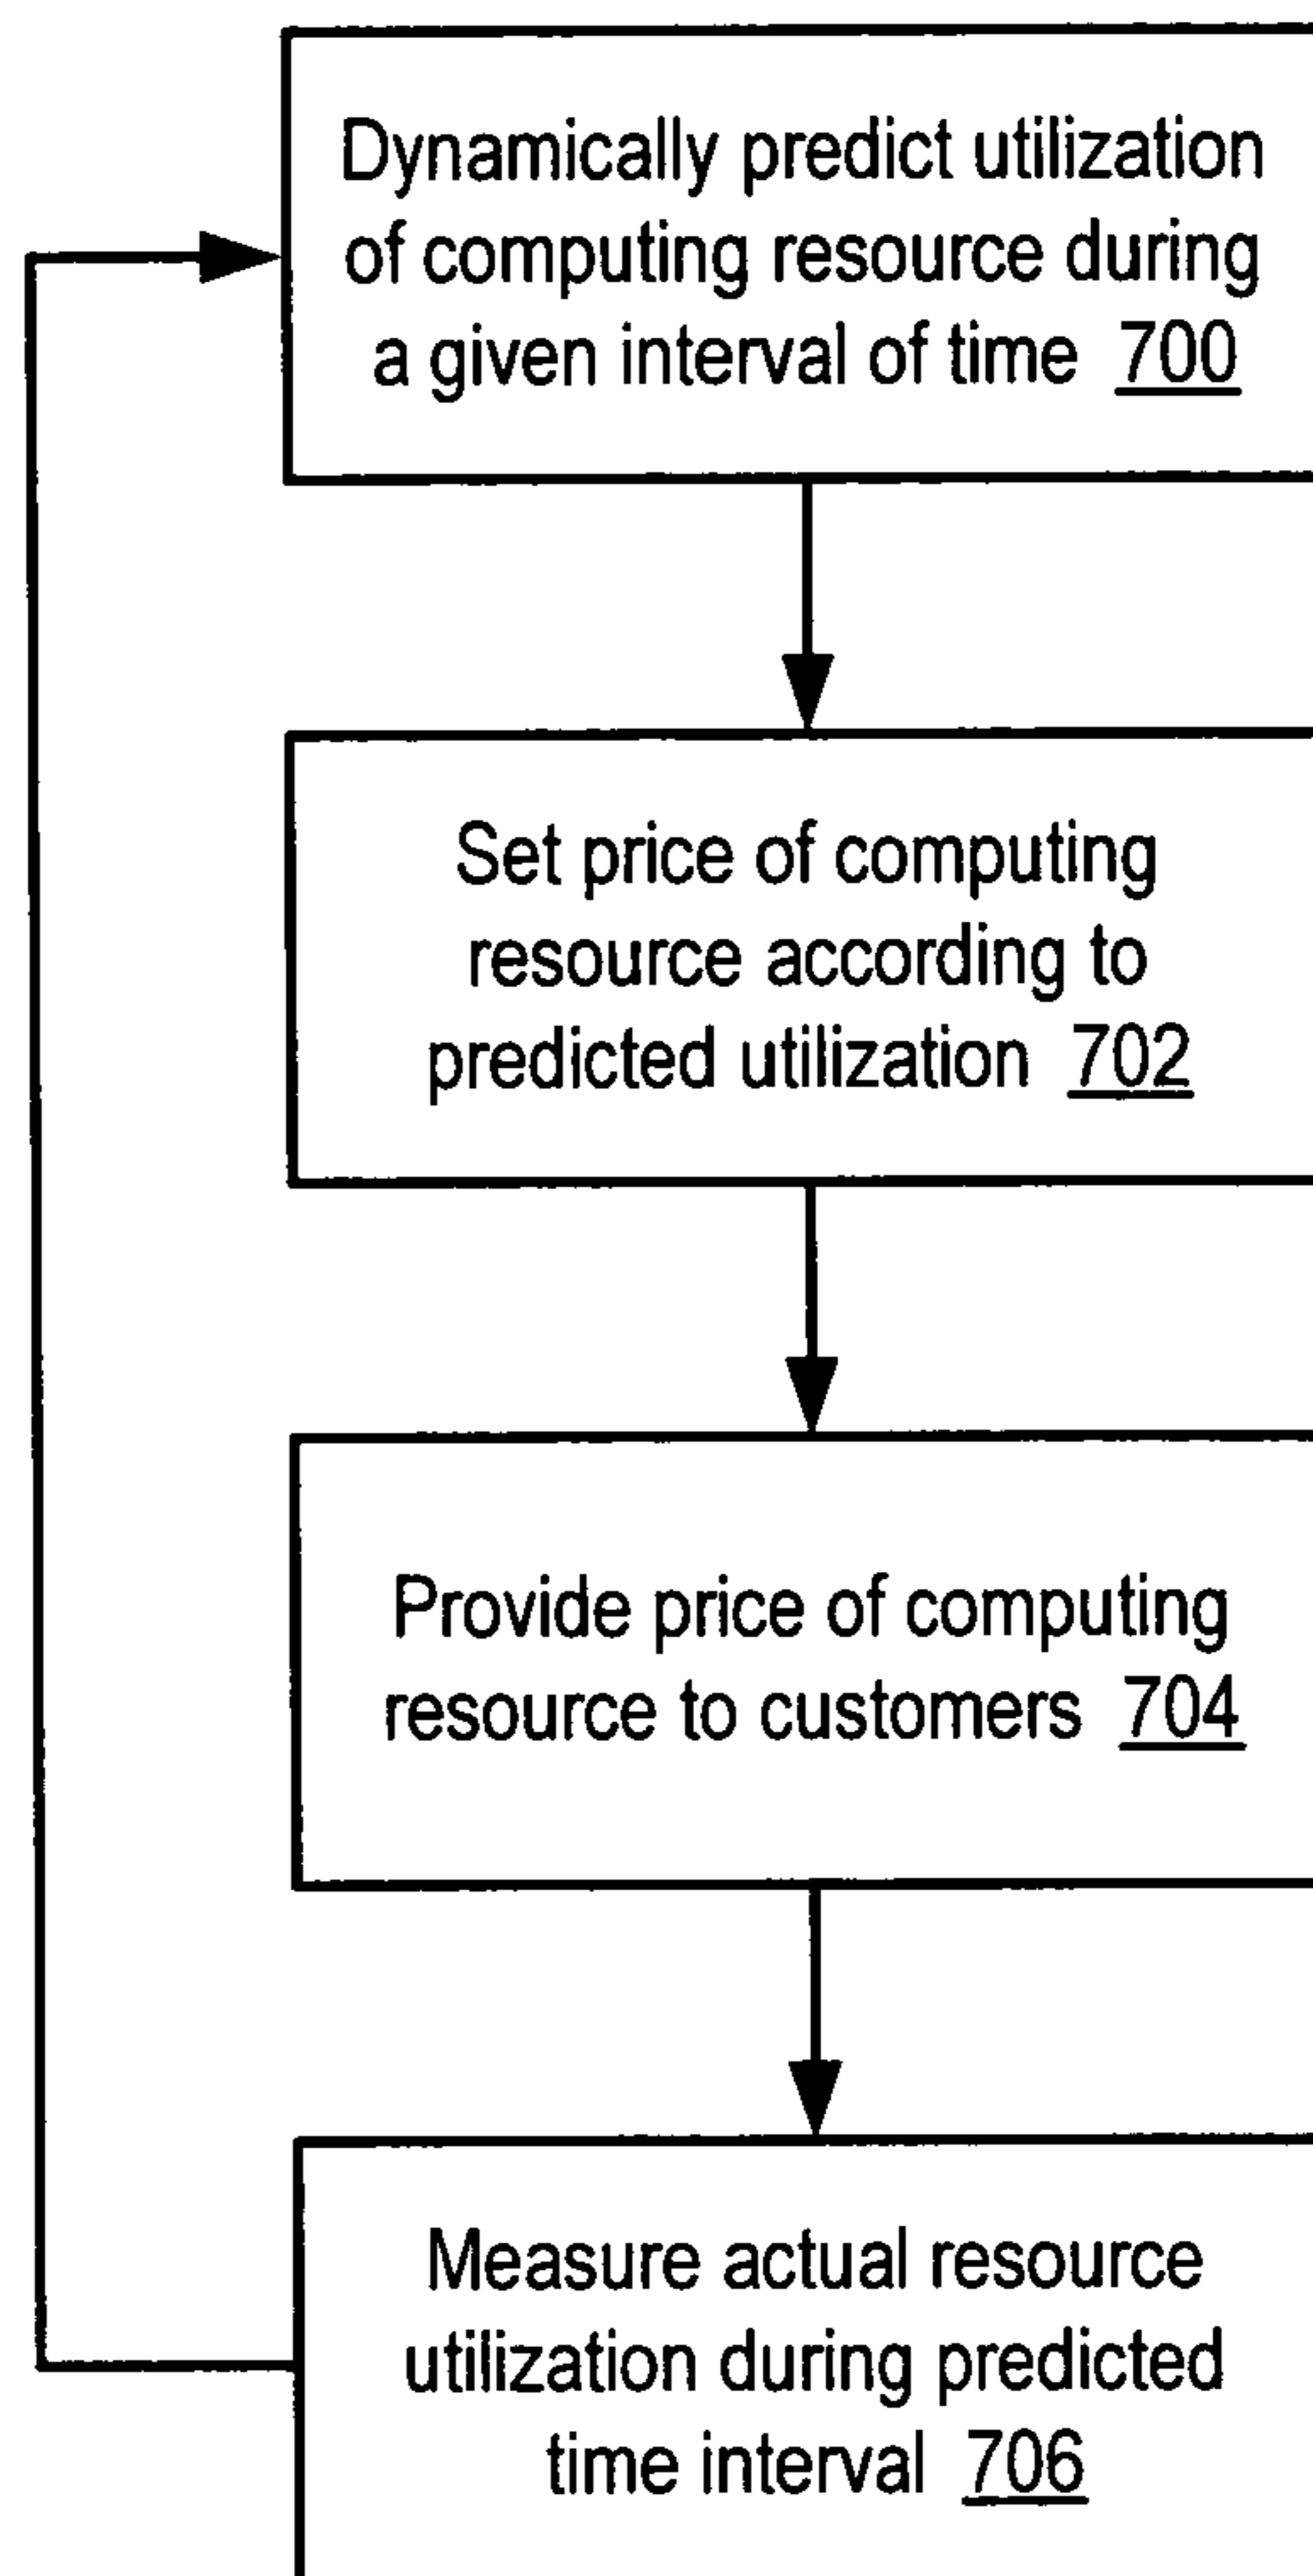 Dynamically predict utilization
of computing resource during
a given interval of time 700
Set price of computing
resource according to
predicted utilization 702
Provide price of computing
resource to customers 704
Measure actual resource
utilization during predicted
time interval 706